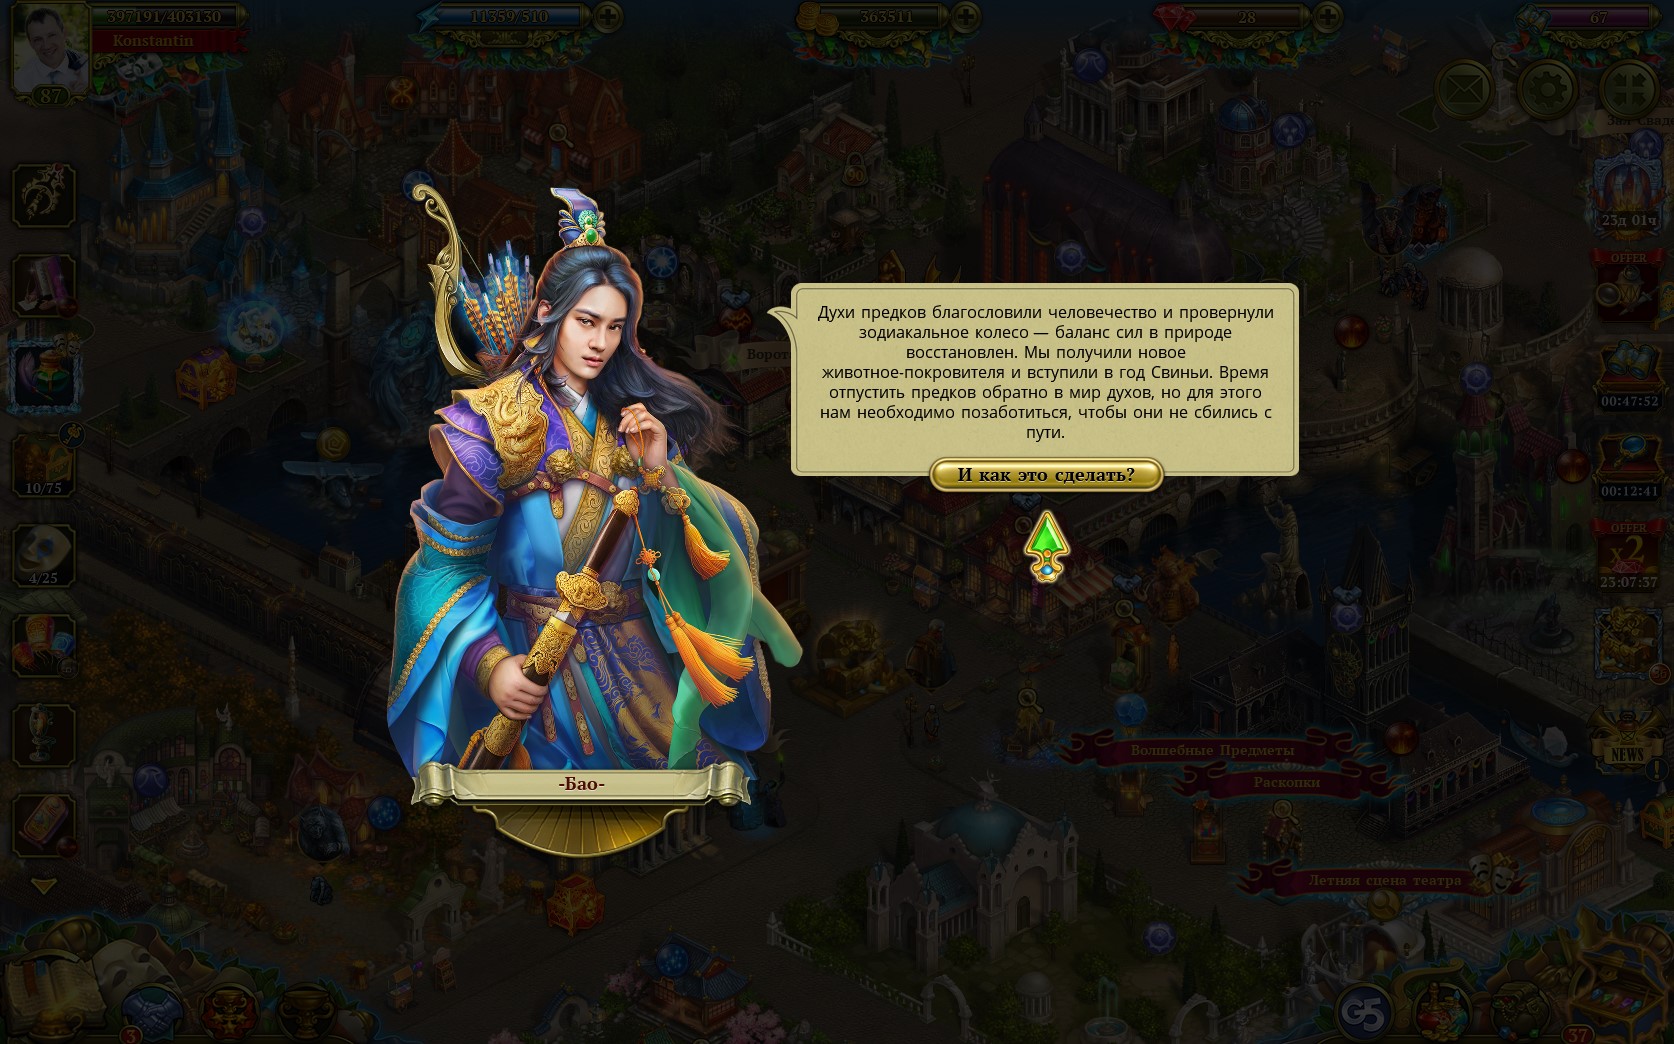 397191/403130
11359/510
363511
28
67
Konstantin
87
90
23д 01ч
OFFER
Духи предков благословили человечество и провернули
зодиакальное колесо — баланс сил в природе
восстановлен. Мы получили новое
животное-покровителя и вступили в год Свиньи. Время
отпустить предков обратно в мир духов, но для этого
нам необходимо позаботиться, чтобы они не сбились с
пути.
И как это сделать?
00:47:52
10/75
00:12:41
OFFER
x2
4/25
23:07:37
NEWS
Волшебные Предметы
Раскопки
-Бао-
Летняя сцена театра
G5
3
37